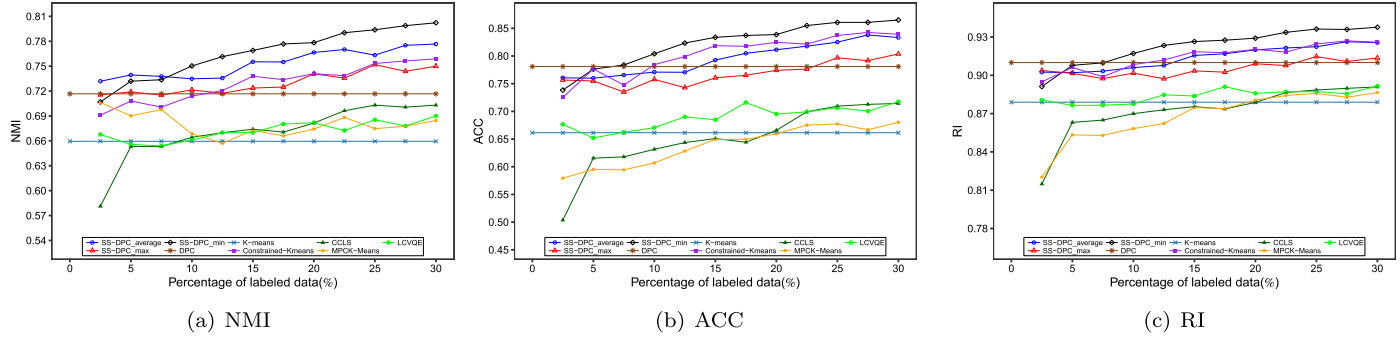 0.81
0.78
0.75
0.72
0.69
0.66
0.63
0.60
0.57
0.54
NMI
0 5 10 15 20 25 30
Percentage of labeled data(%)
SS−DPC_average SS−DPC_min K−means CCLS LCVQE
SS−DPC_max DPC Constrained−Kmeans MPCK−Means
(a) NMI
0.85
0.80
0.75
0.70
0.65
0.60
0.55
0.50
0.45
ACC
0 5 10 15 20 25 30
Percentage of labeled data(%)
SS−DPC_average SS−DPC_min K−means CCLS LCVQE
SS−DPC_max DPC Constrained−Kmeans MPCK−Means
(b) ACC
0.93
0.90
0.87
0.84
0.81
0.78
RI
0 5 10 15 20 25 30
Percentage of labeled data(%)
SS−DPC_average SS−DPC_min K−means CCLS LCVQE
SS−DPC_max DPC Constrained−Kmeans MPCK−Means
(c) RI